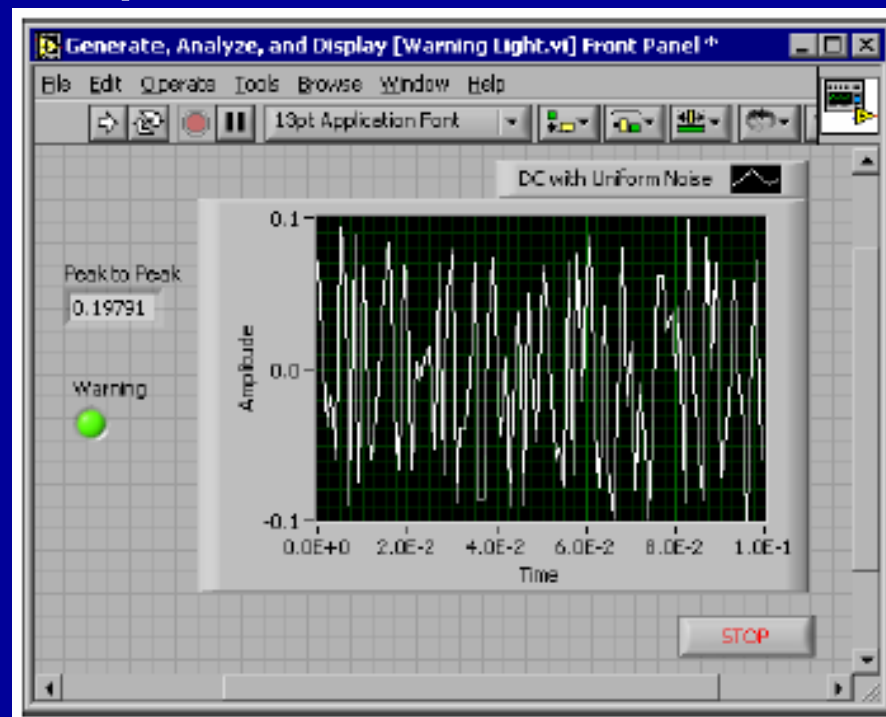 Generate, Analyze, and Display [Warning Light.vi] Front Panel *
File Edit Operate Tools Browse Window Help
13pt Application Font
DC with Uniform Noise
Peak to Peak
0.19791
Warning
Amplitude
0.1
0.0
-0.1
0.0E+0 2.0E-2 4.0E-2 6.0E-2 8.0E-2 1.0E-1
Time
STOP